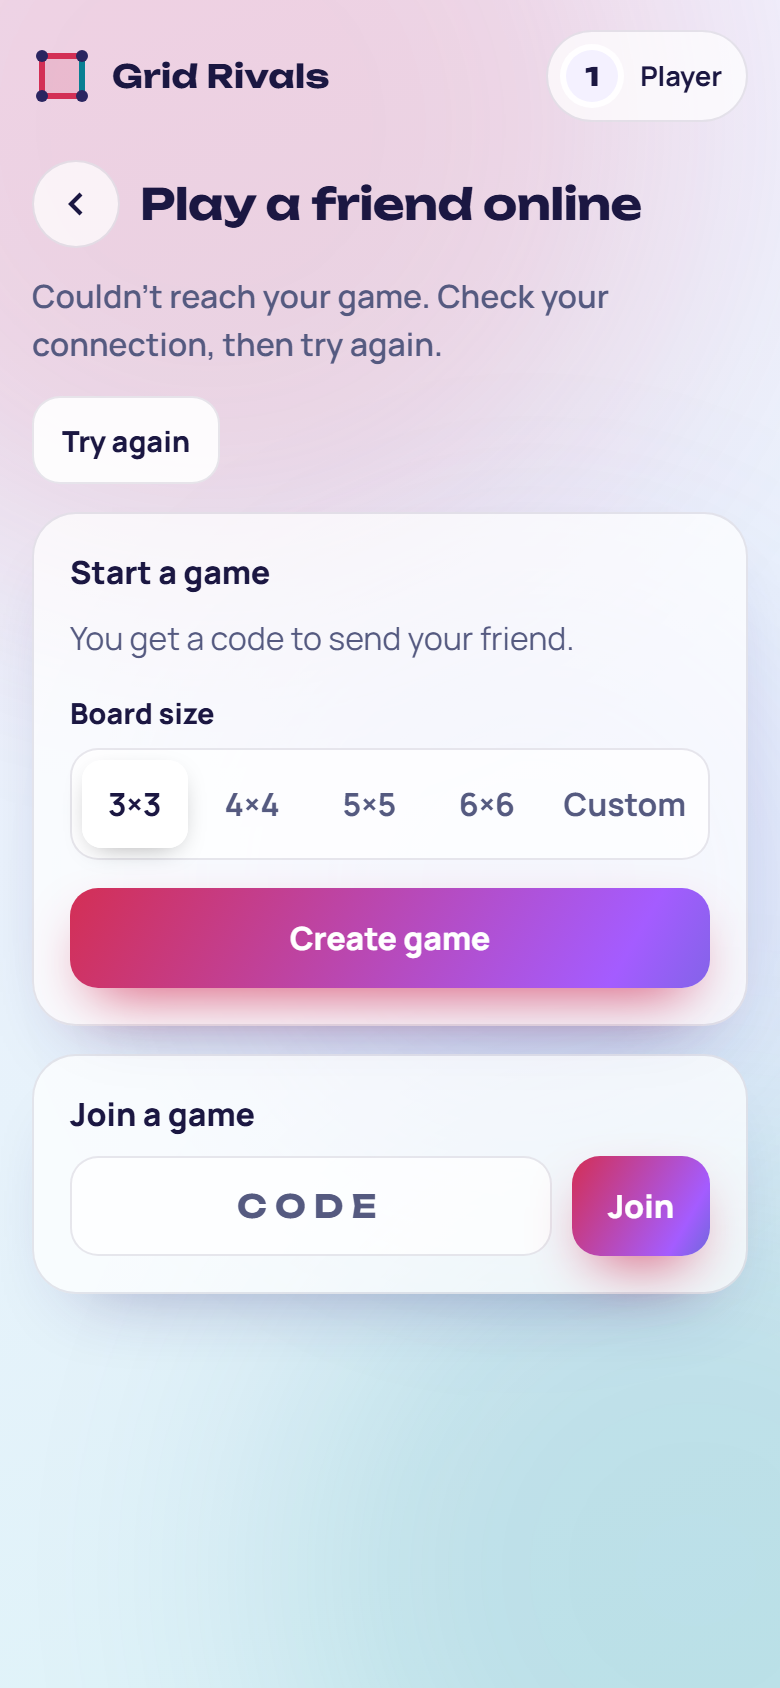 Grid Rivals
1 Player
Play a friend online
Couldn't reach your game. Check your
connection, then try again.
Try again
Start a game
You get a code to send your friend.
Board size
3×3 4×4 5×5 6×6 Custom
Create game
Join a game
CODE Join